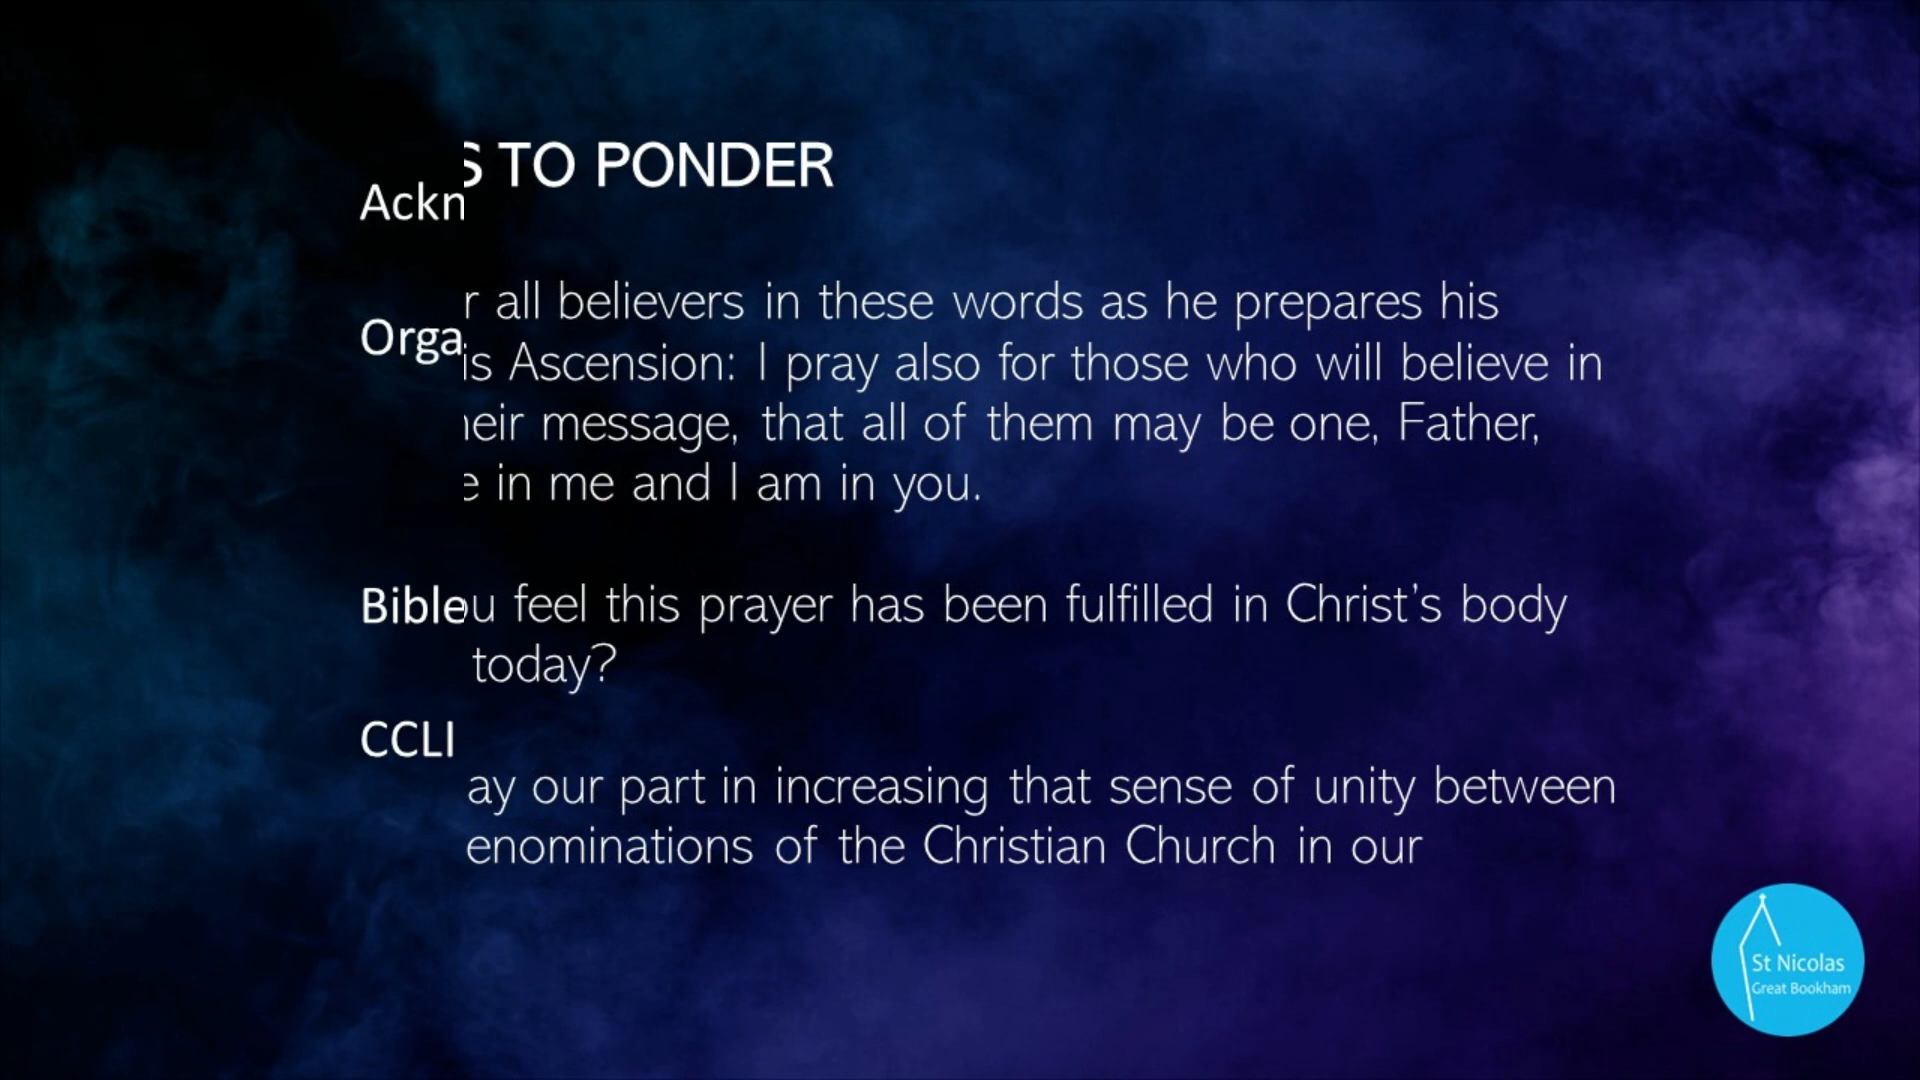 S TO PONDER
Ackn
r all believers in these words as he prepares his
Orga
is Ascension: I pray also for those who will believe in
eir message, that all of them may be one, Father,
e in me and I am in you.
Bible
u feel this prayer has been fulfilled in Christ's body
today?
CCLI
ay our part in increasing that sense of unity between
enominations of the Christian Church in our
St Nicolas
Great Bookham